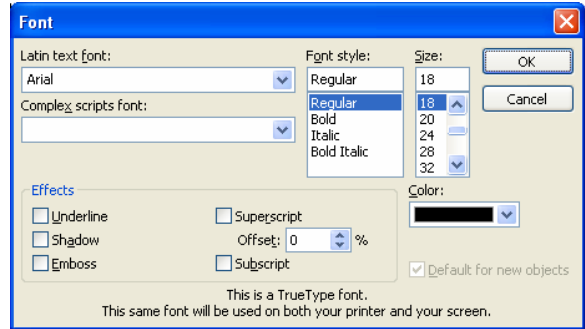 Font
Latin text font:
Arial
Complex scripts font:
Font style:
Regular
Regular
Bold
Italic
Bold Italic
Size:
18
18
20
24
28
32
OK
Cancel
Effects
Underline
Shadow
Emboss
Superscript
Offset: 0 %
Subscript
Color:
Default for new objects
This is a TrueType font.
This same font will be used on both your printer and your screen.